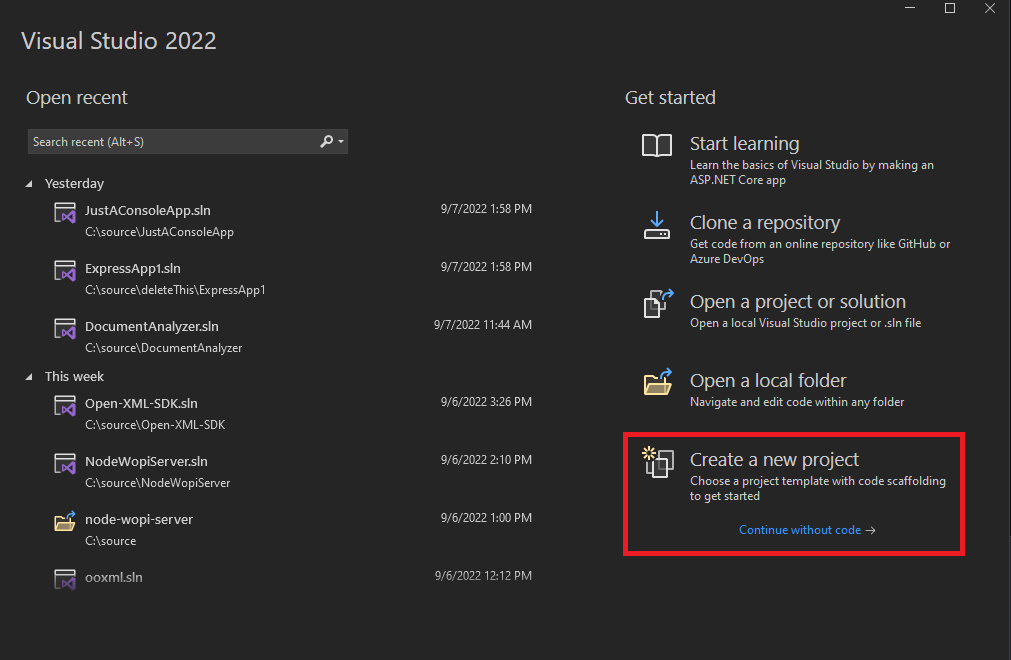 Visual Studio 2022
Open recent
Search recent (Alt+S)
Yesterday
JustAConsoleApp.sln 9/7/2022 1:58 PM
C:\source\JustAConsoleApp
ExpressApp1.sln 9/7/2022 1:58 PM
C:\source\deleteThis\ExpressApp1
DocumentAnalyzer.sln 9/7/2022 11:44 AM
C:\source\DocumentAnalyzer
This week
Open-XML-SDK.sln 9/6/2022 3:26 PM
C:\source\Open-XML-SDK
NodeWopiServer.sln 9/6/2022 2:10 PM
C:\source\NodeWopiServer
node-wopi-server 9/6/2022 1:00 PM
C:\source
ooxml.sln 9/6/2022 12:12 PM
Get started
Start learning
Learn the basics of Visual Studio by making an
ASP.NET Core app
Clone a repository
Get code from an online repository like GitHub or
Azure DevOps
Open a project or solution
Open a local Visual Studio project or .sln file
Open a local folder
Navigate and edit code within any folder
Create a new project
Choose a project template with code scaffolding
to get started
Continue without code →